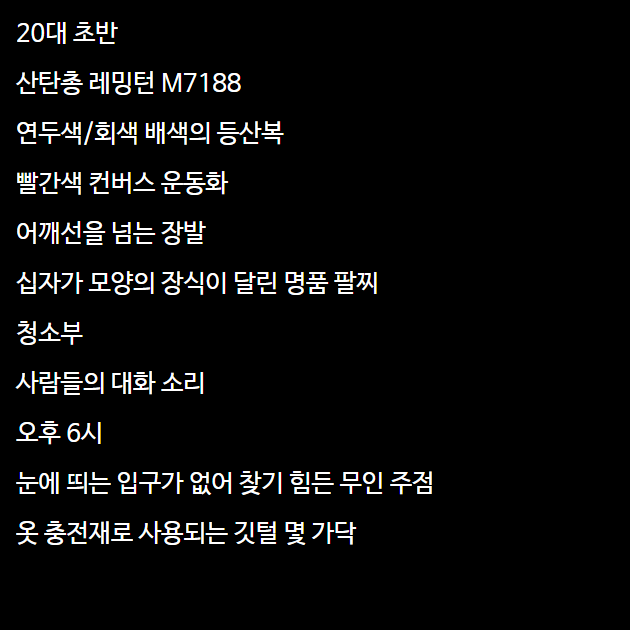 20대 초반
산탄총 레밍턴 M7188
연두색/회색 배색의 등산복
빨간색 컨버스 운동화
어깨선을 넘는 장발
십자가 모양의 장식이 달린 명품 팔찌
청소부
사람들의 대화 소리
오후 6시
눈에 띄는 입구가 없어 찾기 힘든 무인 주점
옷 충전재로 사용되는 깃털 몇 가닥